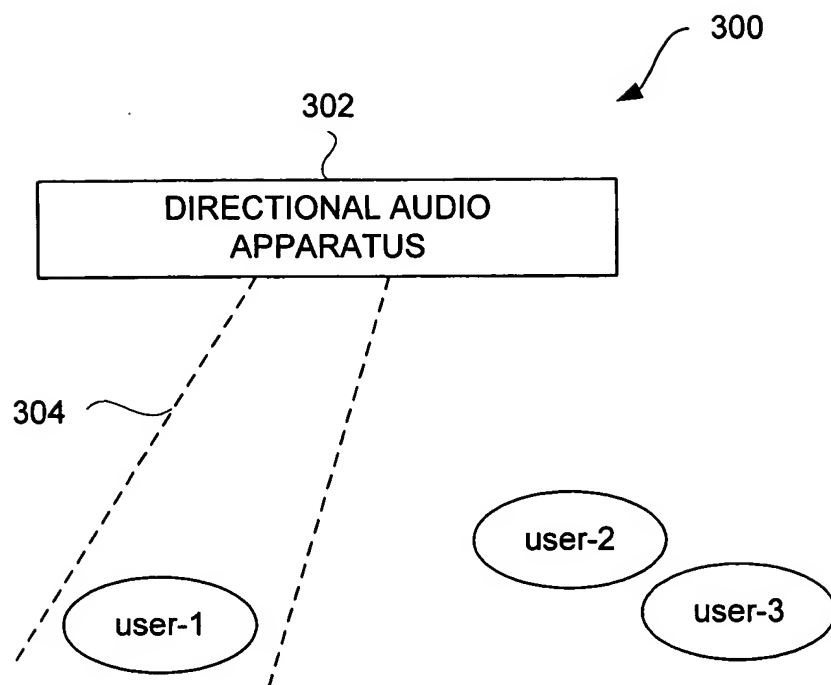 300
302
DIRECTIONAL AUDIO
APPARATUS
304
user-2
user-1
user-3